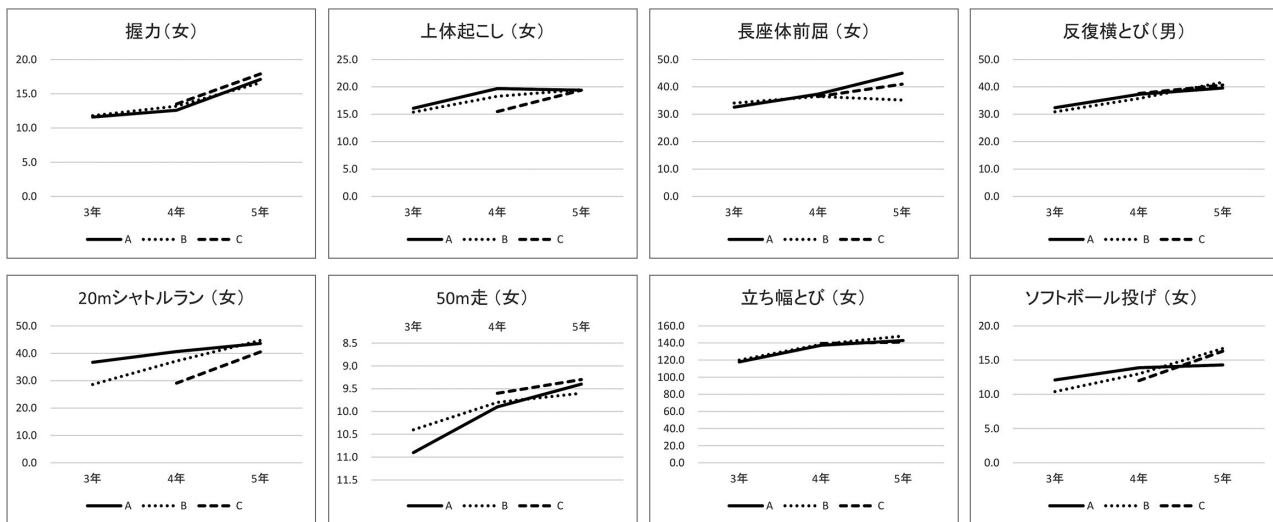 握力(女)
25.0
20.0
15.0
10.0
5.0
0.0
3年 4年 5年
A B C
上体起こし (女)
25.0
20.0
15.0
10.0
5.0
0.0
3年 4年 5年
A B C
長座体前屈 (女)
50.0
40.0
30.0
20.0
10.0
0.0
3年 4年 5年
A B C
反復横とび(男)
50.0
40.0
30.0
20.0
10.0
0.0
3年 4年 5年
A B C
20mシャトルラン (女)
50.0
40.0
30.0
20.0
10.0
0.0
3年 4年 5年
A B C
50m走 (女)
3年 4年 5年
8.5
9.0
9.5
10.0
10.5
11.0
11.5
A B C
立ち幅とび (女)
160.0
140.0
120.0
100.0
80.0
60.0
40.0
20.0
0.0
3年 4年 5年
A B C
ソフトボール投げ (女)
20.0
15.0
10.0
5.0
0.0
3年 4年 5年
A B C